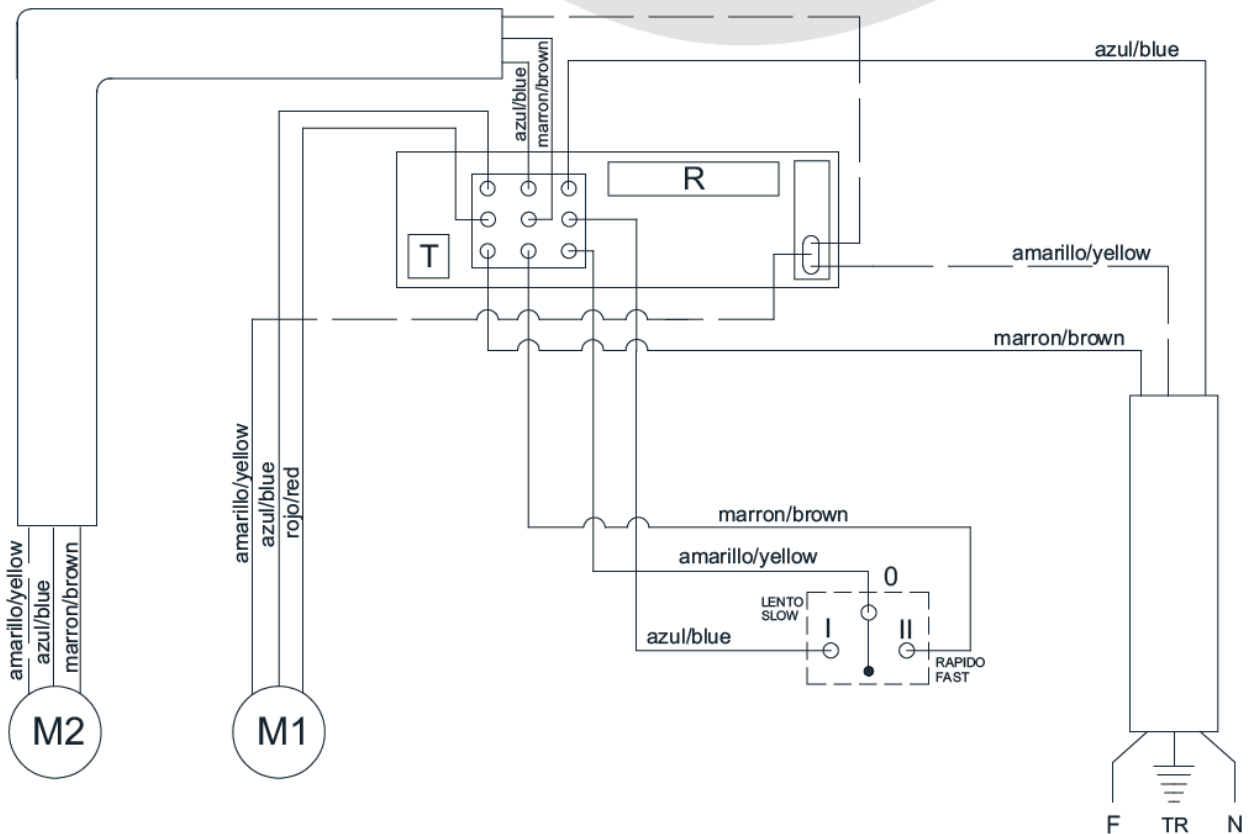 azul/blue
azul/blue
marron/brown
R
T
amarillo/yellow
marron/brown
amarillo/yellow
azul/blue
rojo/red
marron/brown
amarillo/yellow
0
LENTO
SLOW
I
II
azul/blue
RAPIDO
FAST
amarillo/yellow
azul/blue
marron/brown
M2
M1
F
TR
N